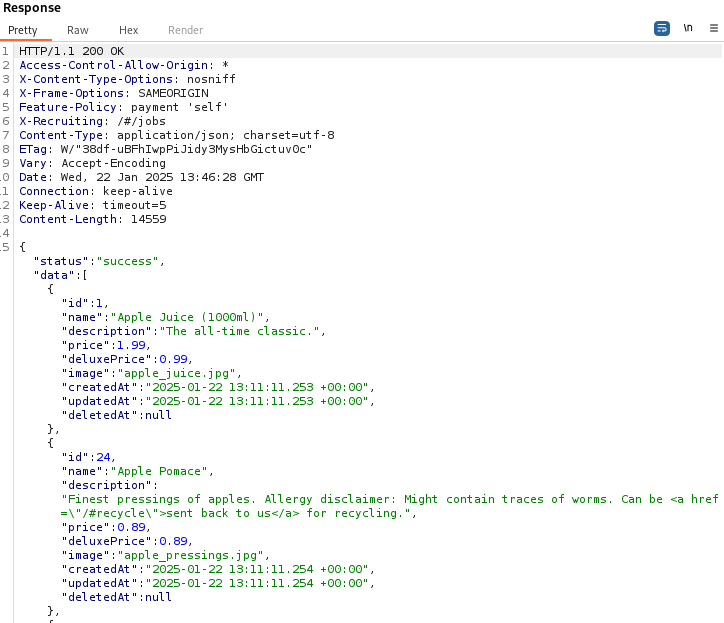 Response
Pretty Raw Hex Render \n
1 HTTP/1.1 200 OK
2 Access-Control-Allow-Origin: *
3 X-Content-Type-Options: nosniff
4 X-Frame-Options: SAMEORIGIN
5 Feature-Policy: payment 'self'
6 X-Recruiting: /#/jobs
7 Content-Type: application/json; charset=utf-8
8 ETag: W/"38df-uBFhIwpPiJidy3MysHbGictuv0c"
9 Vary: Accept-Encoding
10 Date: Wed, 22 Jan 2025 13:46:28 GMT
11 Connection: keep-alive
12 Keep-Alive: timeout=5
13 Content-Length: 14559
14
15 {
"status":"success",
"data":[
{
"id":1,
"name":"Apple Juice (1000ml)",
"description":"The all-time classic.",
"price":1.99,
"deluxePrice":0.99,
"image":"apple_juice.jpg",
"createdAt":"2025-01-22 13:11:11.253 +00:00",
"updatedAt":"2025-01-22 13:11:11.253 +00:00",
"deletedAt":null
},
{
"id":24,
"name":"Apple Pomace",
"description":
"Finest pressings of apples. Allergy disclaimer: Might contain traces of worms. Can be <a href
=\"/#recycle\">sent back to us</a> for recycling.",
"price":0.89,
"deluxePrice":0.89,
"image":"apple_pressings.jpg",
"createdAt":"2025-01-22 13:11:11.254 +00:00",
"updatedAt":"2025-01-22 13:11:11.254 +00:00",
"deletedAt":null
},
{